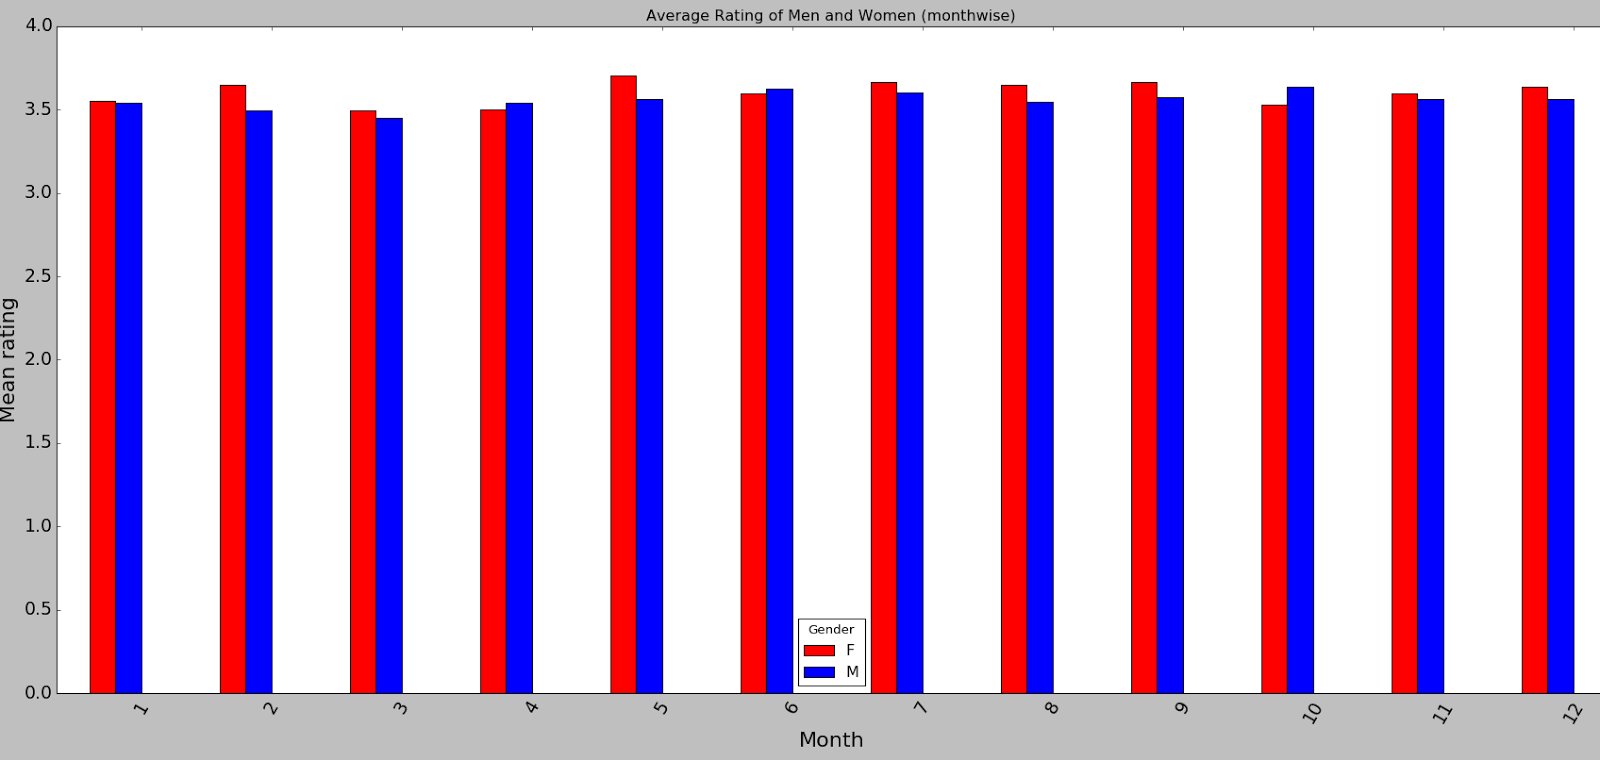 Average Rating of Men and Women (monthwise)
4.0
3.5
3.0
2.5
2.0
1.5
1.0
0.5
0.0
Mean rating
Gender
F
M
1 2 3 4 5 6 7 8 9 10 11 12
Month